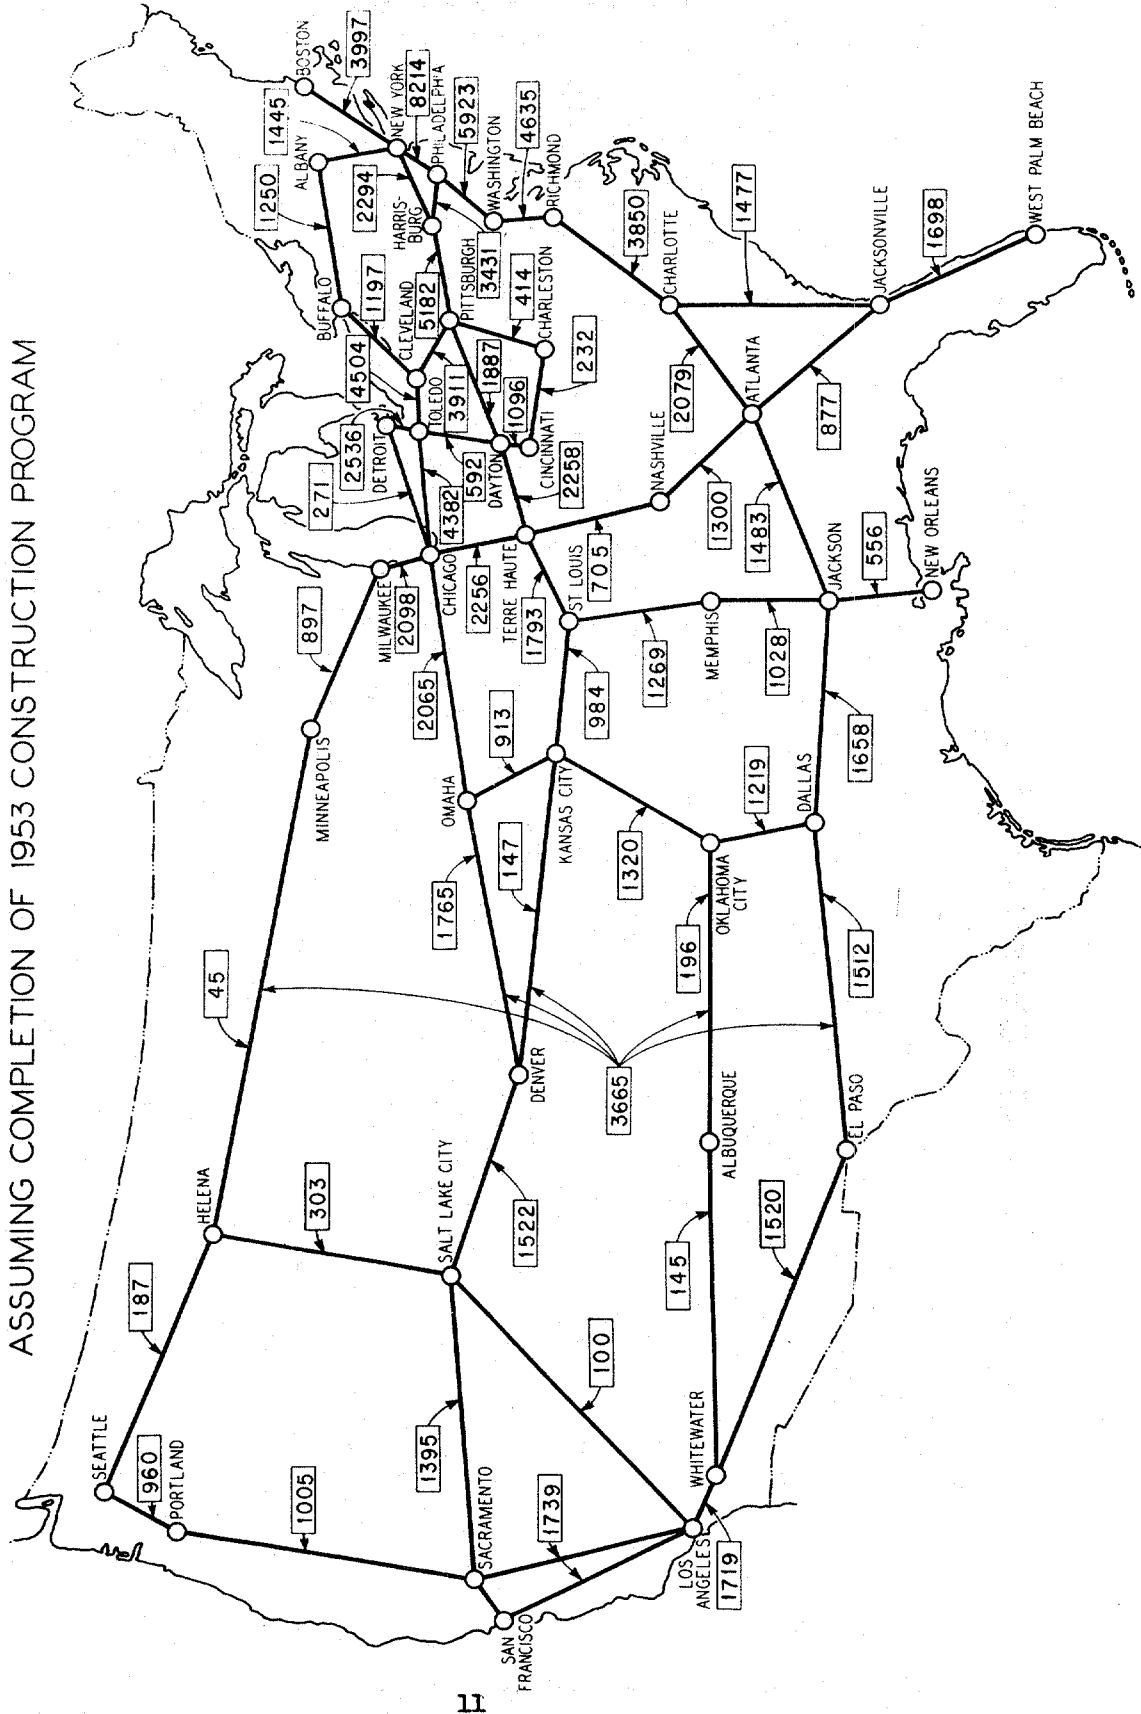 ASSUMING COMPLETION OF 1953 CONSTRUCTION PROGRAM
SEATTLE
960
PORTLAND
187
HELENA
45
MINNEAPOLIS
897
MILWAUKEE
2098
271
2536
DETROIT
4504
BUFFALO
1197
1250
ALBANY
1445
BOSTON
3997
NEW YORK
8214
PHILADELPHIA
5923
WASHINGTON
4635
RICHMOND
2294
HARRIS-
BURG
3431
5182
PITTSBURGH
CLEVELAND
3911
TOLEDO
4382
592
1887
1096
414
CHARLESTON
232
CINCINNATI
DAYTON
2258
CHICAGO
2256
TERRE HAUTE
1793
ST LOUIS
705
NASHVILLE
1300
3850
CHARLOTTE
2079
1477
ATLANTA
877
JACKSONVILLE
1698
WEST PALM BEACH
1483
JACKSON
556
NEW ORLEANS
1028
MEMPHIS
1269
984
2065
913
OMAHA
KANSAS CITY
1765
147
1320
1219
DALLAS
1658
OKLAHOMA
CITY
196
1512
3665
DENVER
1522
SALT LAKE CITY
303
1005
1395
SACRAMENTO
SAN
FRANCISCO
1739
100
LOS
ANGELES
1719
WHITEWATER
145
ALBUQUERQUE
1520
EL PASO
11